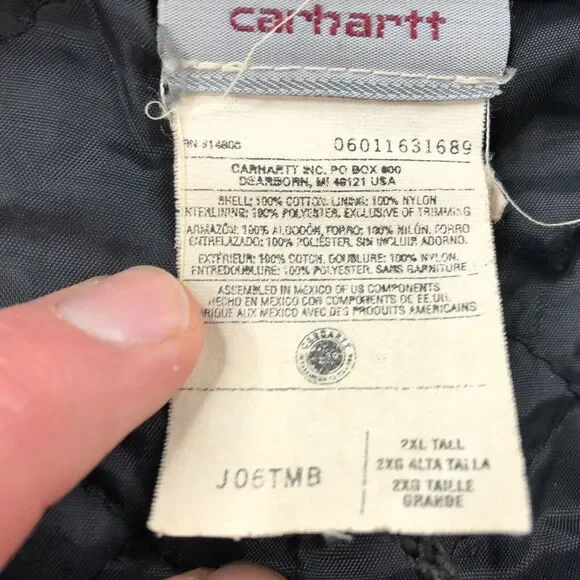 carhartt
RN #14806
06011631689
CARHARTT INC. PO BOX 600
DEARBORN, MI 48121 USA
SHELL: 100% COTTON. LINING: 100% NYLON
INTERLINING: 100% POLYESTER. EXCLUSIVE OF TRIMMING
ARMAZÓN: 100% ALGODÓN, FORRO: 100% NILÓN. FORRO
ENTRELAZADO: 100% POLIÉSTER, SIN INCLUIR ADORNO.
EXTÉRIEUR: 100% COTON. DOUBLURE: 100% NYLON.
ENTREDOUBLURE: 100% POLYESTER, SANS GARNITURE
ASSEMBLED IN MEXICO OF US COMPONENTS
HECHO EN MEXICO CON COMPONENTS DE EE.UU.
AUX MEXICO AVEC DES PRODUITS AMERICAINS
CARHARTT
J06TMB
2XL TALL
2XG ALTA TALLA
2XG TAILLE
GRANDE